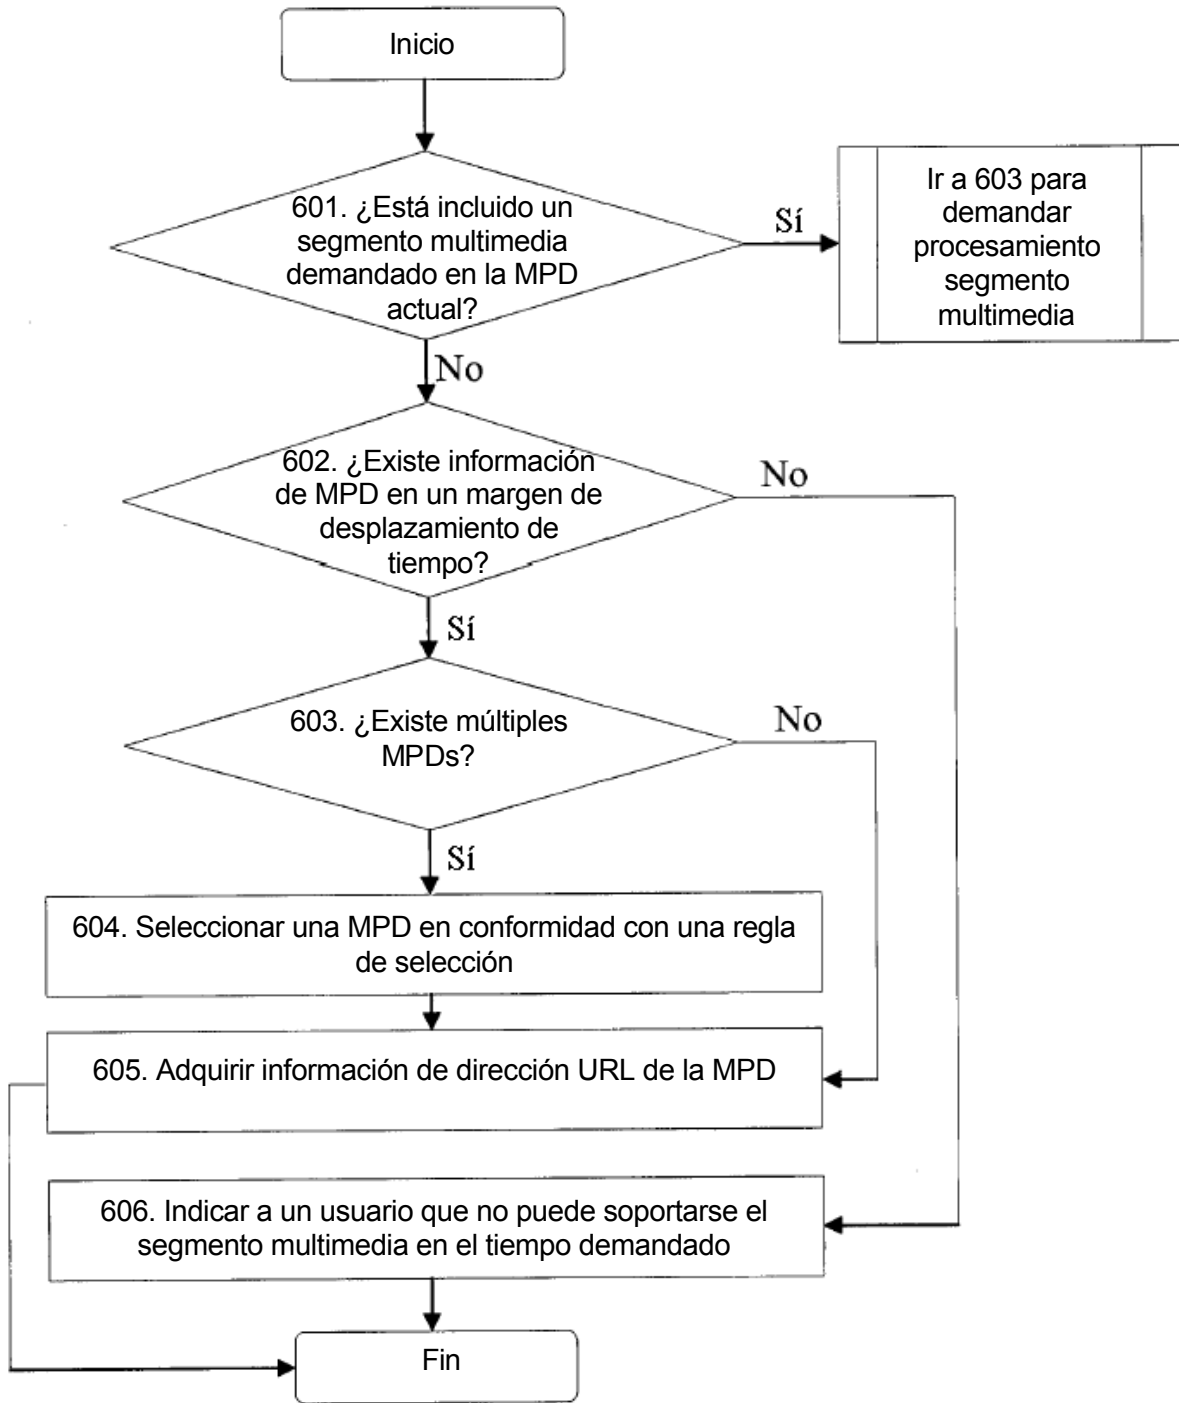 Inicio
601. ¿Está incluido un
segmento multimedia
demandado en la MPD
actual?
Sí
Ir a 603 para
demandar
procesamiento
segmento
multimedia
No
602. ¿Existe información
de MPD en un margen de
desplazamiento de
tiempo?
No
Sí
603. ¿Existe múltiples
MPDs?
No
Sí
604. Seleccionar una MPD en conformidad con una regla
de selección
605. Adquirir información de dirección URL de la MPD
606. Indicar a un usuario que no puede soportarse el
segmento multimedia en el tiempo demandado
Fin